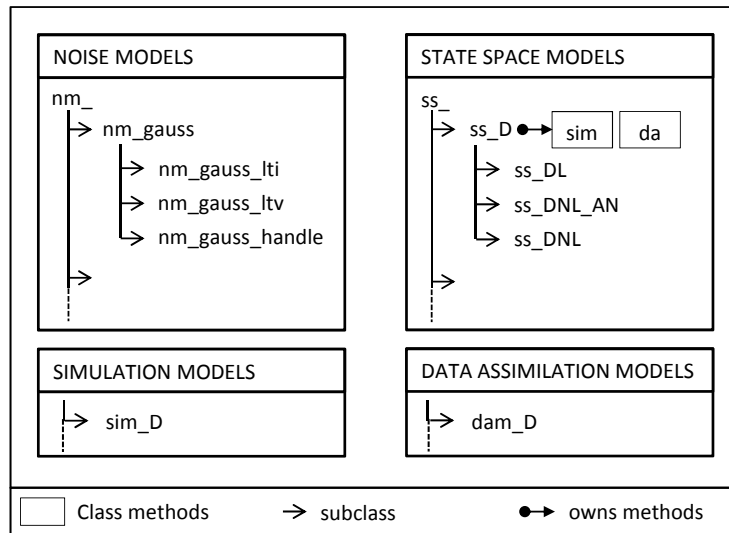 NOISE MODELS
nm_
nm_gauss
nm_gauss_lti
nm_gauss_ltv
nm_gauss_handle
STATE SPACE MODELS
ss_
ss_D sim da
ss_DL
ss_DNL_AN
ss_DNL
SIMULATION MODELS
sim_D
DATA ASSIMILATION MODELS
dam_D
Class methods subclass owns methods